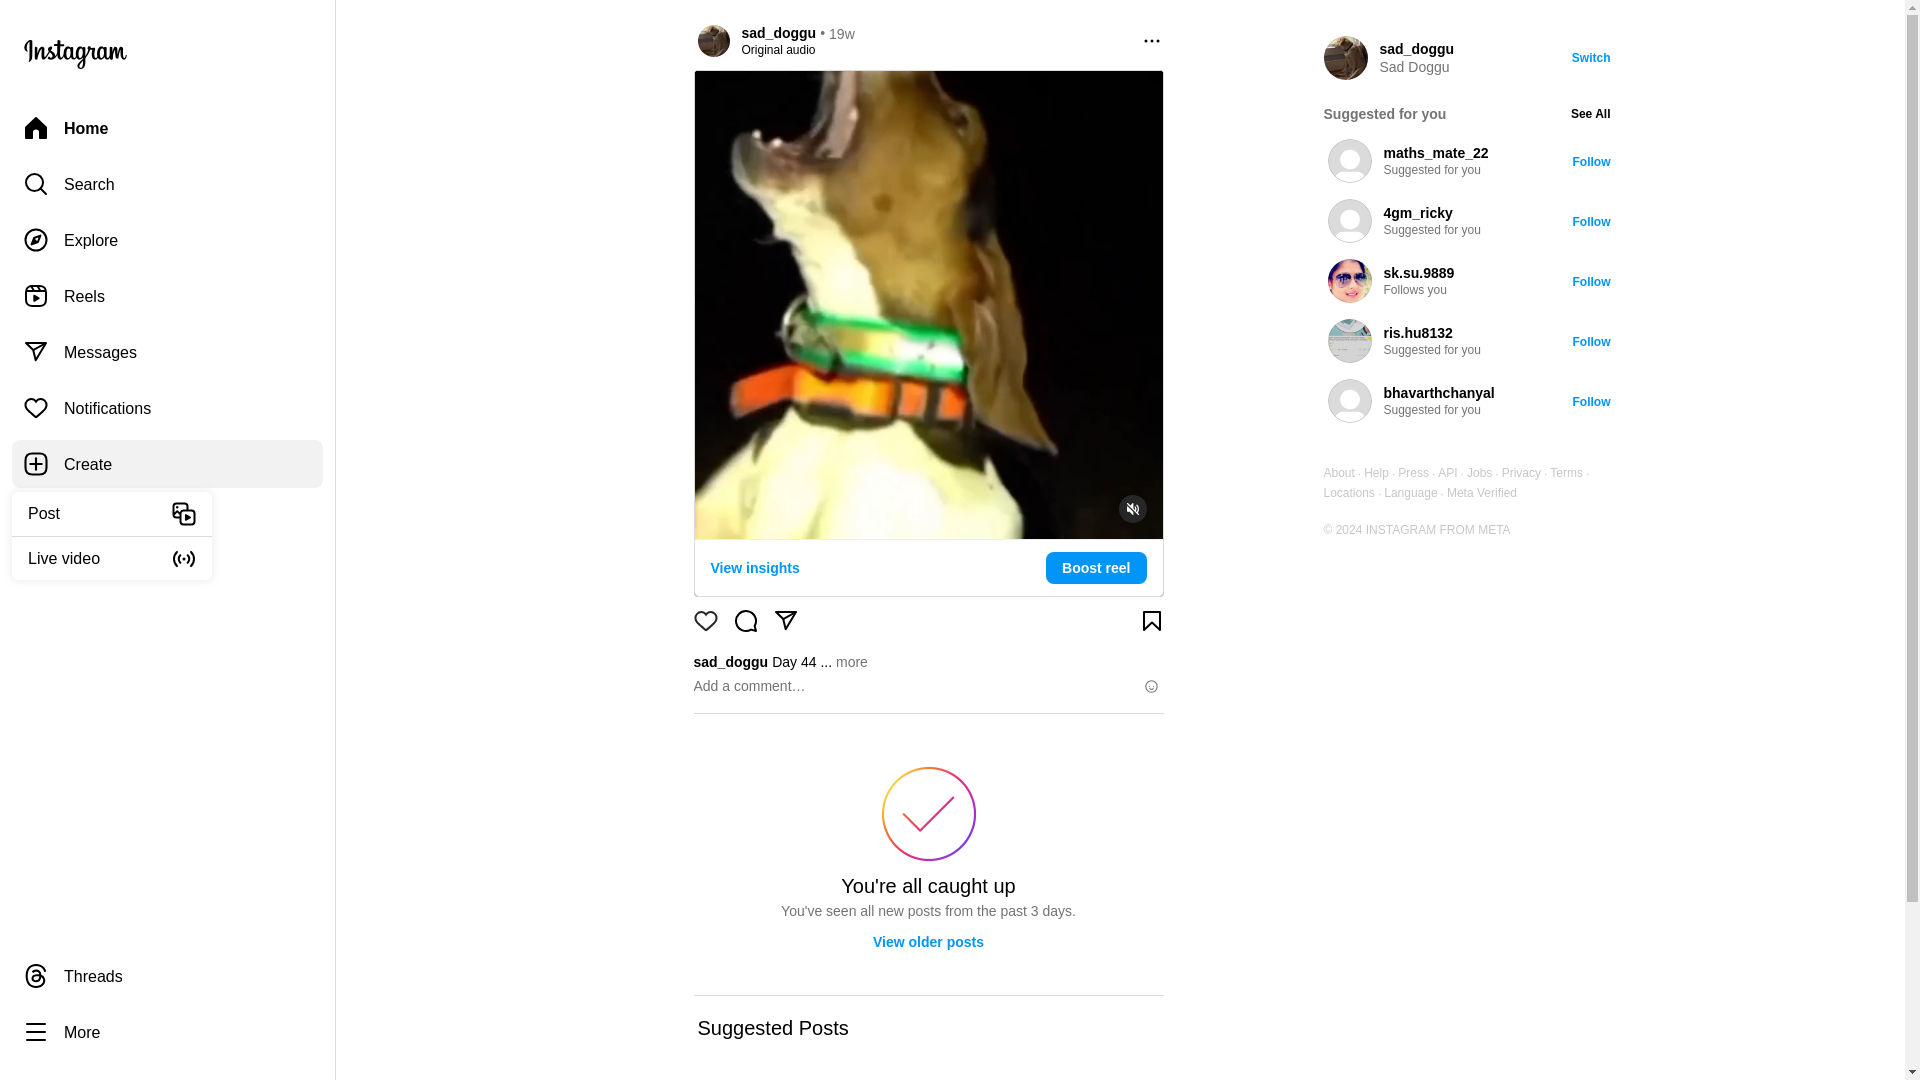 Instagram
Home
Search
Explore
Reels
Messages
Notifications
Create
Post
Live video
Threads
More
sad_doggu • 19w
Original audio
View insights
Boost reel
sad_doggu Day 44 ... more
Add a comment…
You're all caught up
You've seen all new posts from the past 3 days.
View older posts
Suggested Posts
sad_doggu
Sad Doggu
Switch
Suggested for you
See All
maths_mate_22
Suggested for you
Follow
4gm_ricky
Suggested for you
Follow
sk.su.9889
Follows you
Follow
ris.hu8132
Suggested for you
Follow
bhavarthchanyal
Suggested for you
Follow
About · Help · Press · API · Jobs · Privacy · Terms ·
Locations · Language · Meta Verified
© 2024 INSTAGRAM FROM META